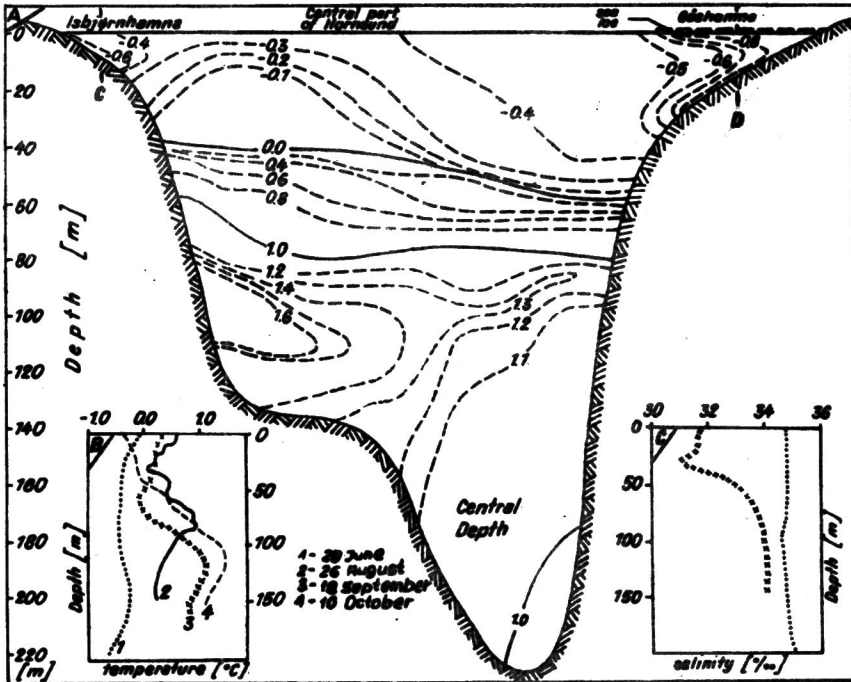 A
Isbjørnhamna
Central part
of Hornsund
sea
ice
Adahamna
0
20
40
60
80
100
120
140
160
180
200
220
[m]
Depth [m]
-0.4
-0.6
C
-0.3
-0.2
-0.1
-0.4
-0.5
-0.6
D
0.0
0.4
0.6
0.8
1.0
1.2
1.4
1.6
1.3
1.2
1.1
Central
Depth
1.0
-1.0 0.0 1.0
B
0
50
100
150
Depth [m]
1
2
3
4
temperature [°C]
1 - 28 June
2 - 26 August
3 - 18 September
4 - 10 October
30 32 34 36
C
0
50
100
150
Depth [m]
salinity [°/∞]